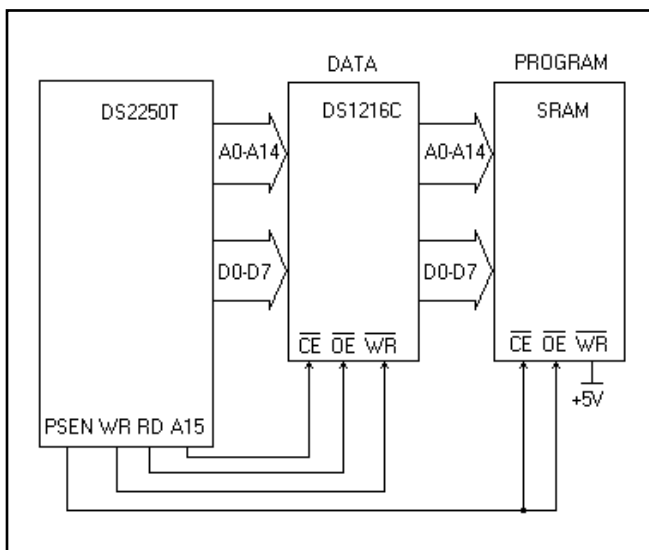 DATA
PROGRAM
DS2250T
DS1216C
SRAM
A0-A14
A0-A14
D0-D7
D0-D7
CE OE WR
CE OE WR
+5V
PSEN WR RD A15